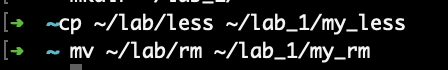 [➜ ~cp ~/lab/less ~/lab_1/my_less
[➜ ~ mv ~/lab/rm ~/lab_1/my_rm